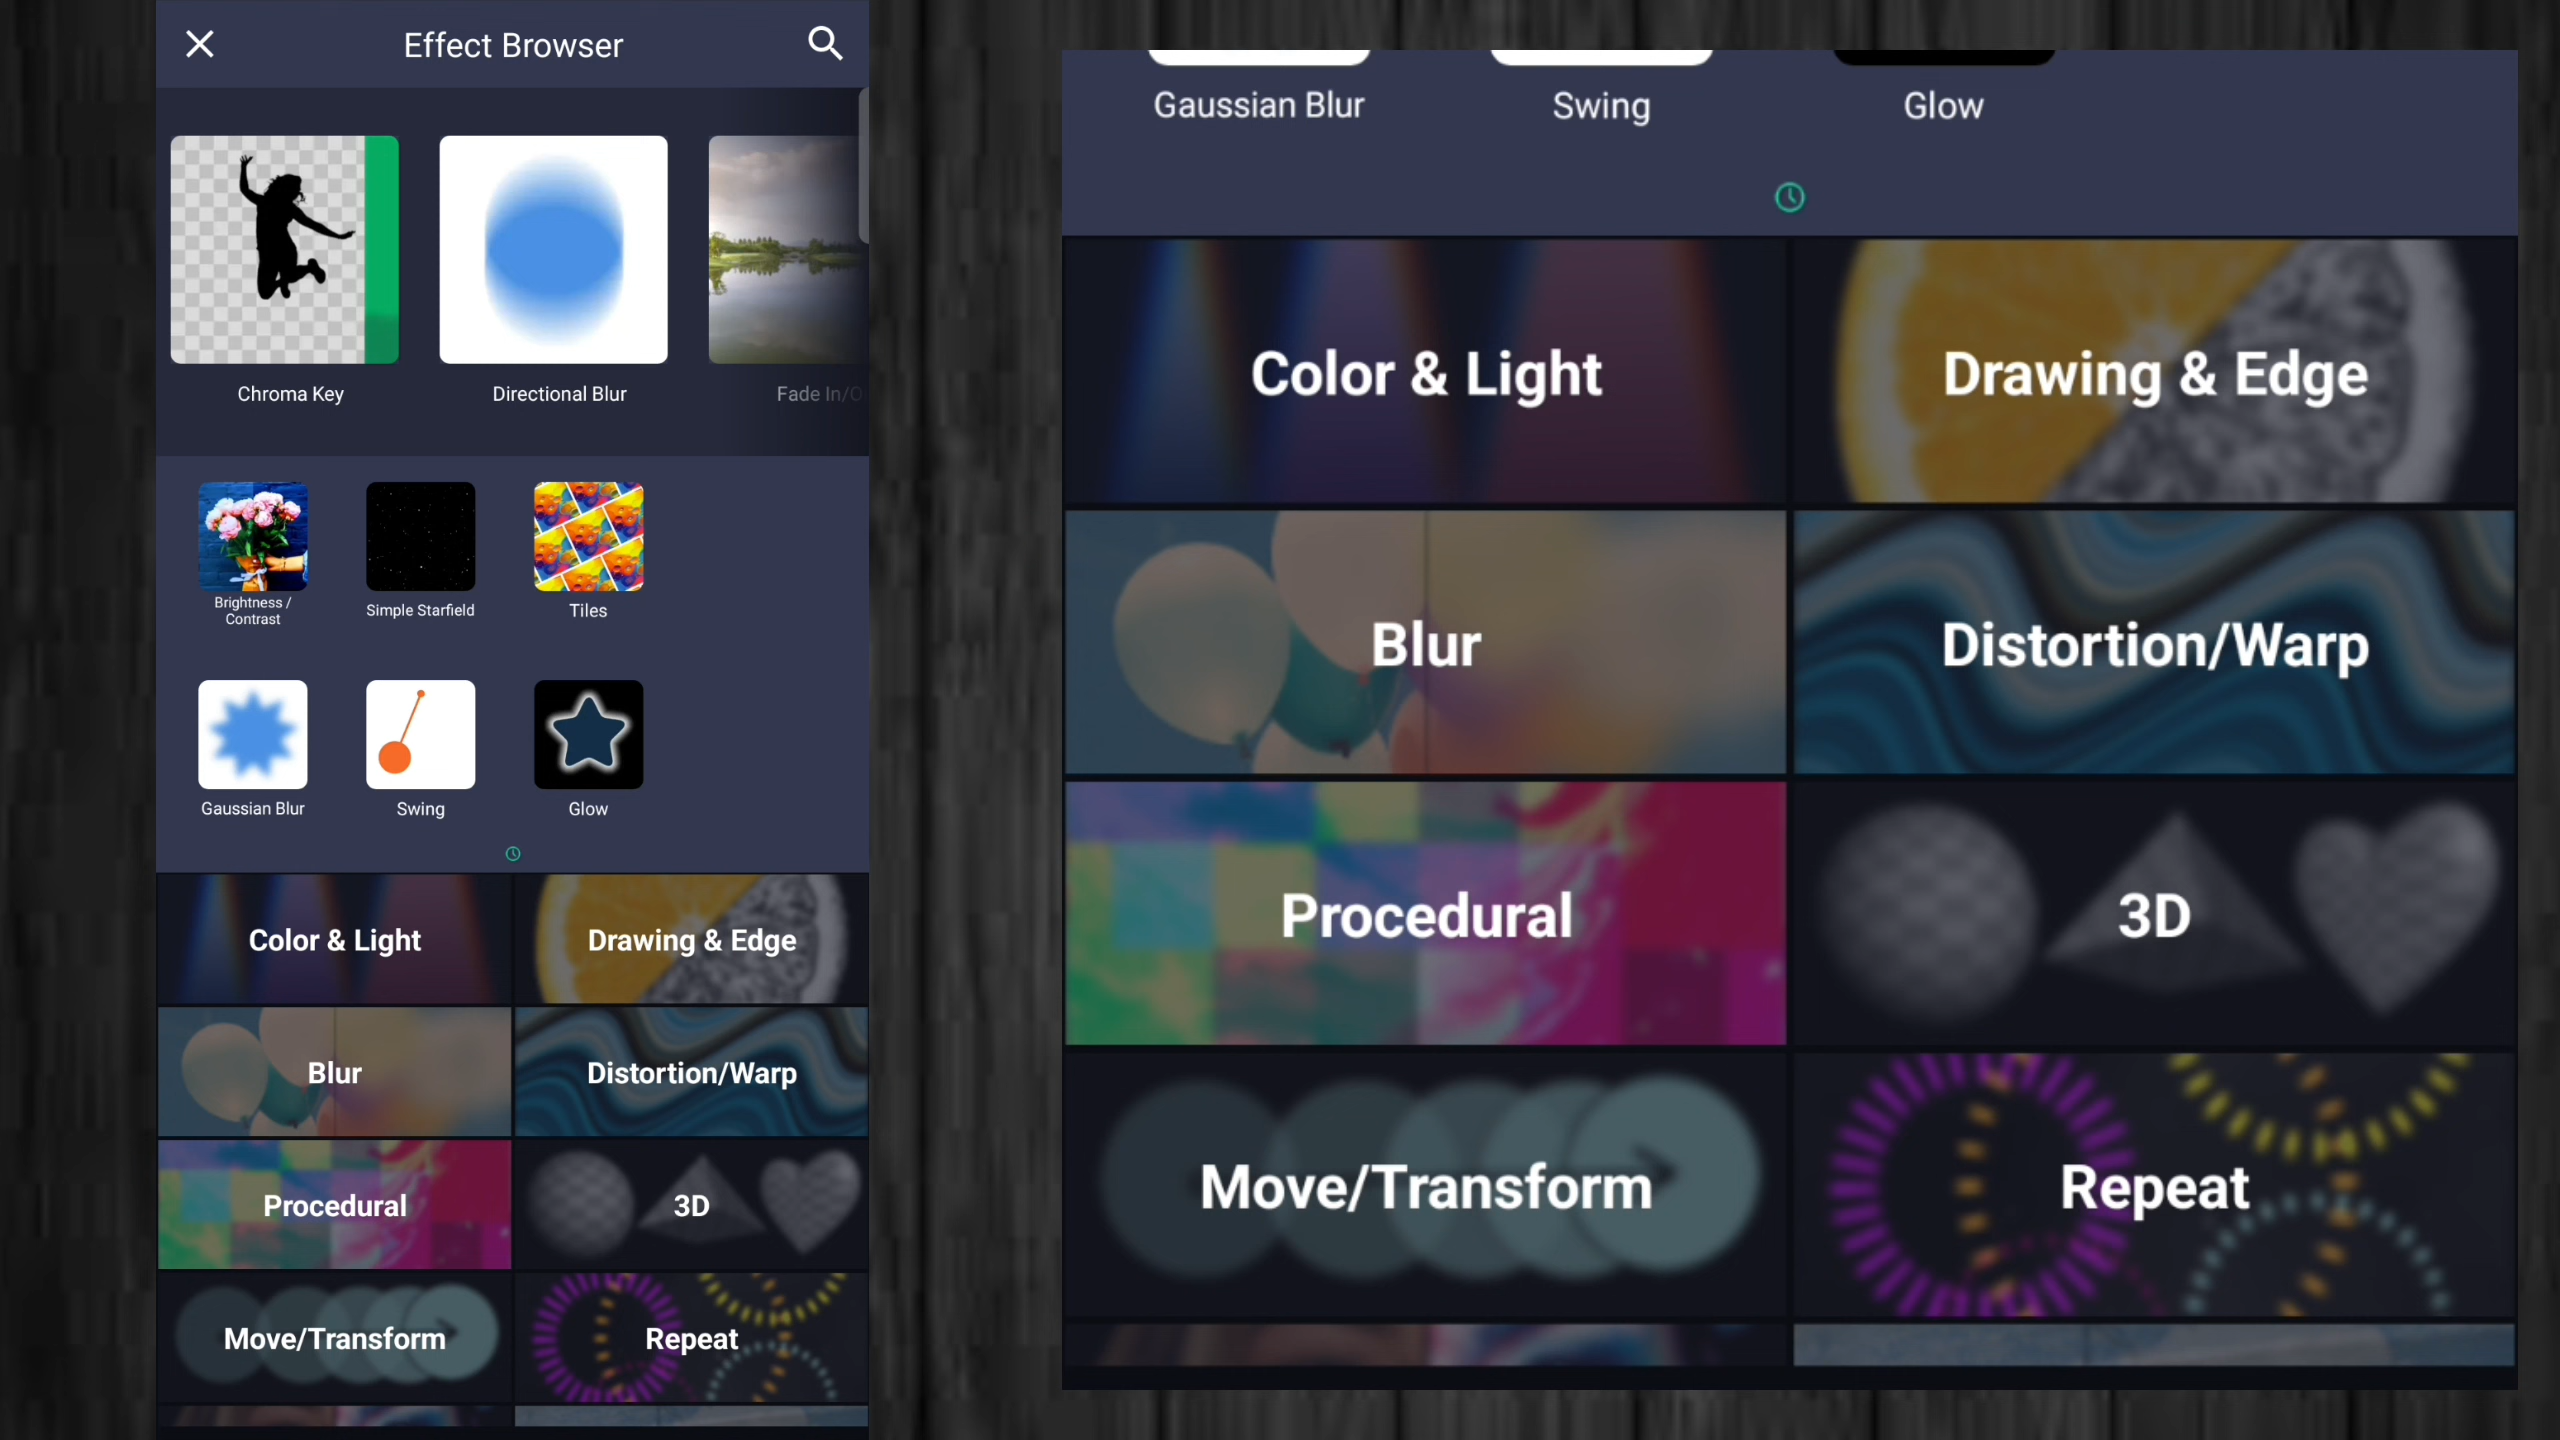 Effect Browser
Chroma Key
Directional Blur
Fade In/O
Brightness /
Contrast
Simple Starfield
Tiles
Gaussian Blur
Swing
Glow
Color & Light
Drawing & Edge
Blur
Distortion/Warp
Procedural
3D
Move/Transform
Repeat
Gaussian Blur
Swing
Glow
Color & Light
Drawing & Edge
Blur
Distortion/Warp
Procedural
3D
Move/Transform
Repeat